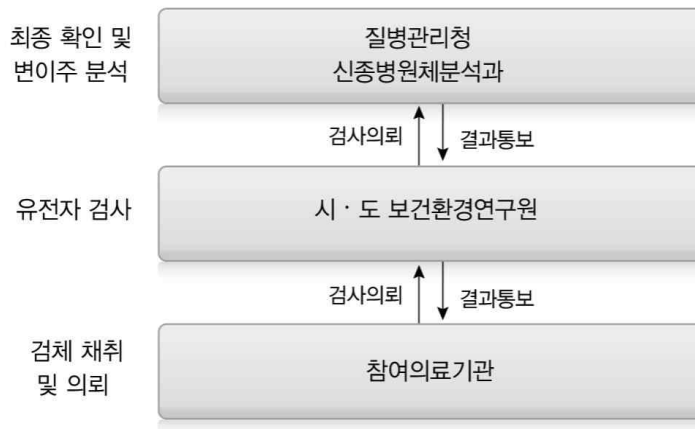 최종 확인 및
변이주 분석
질병관리청
신종병원체분석과
검사의뢰
결과통보
유전자 검사
시 · 도 보건환경연구원
검사의뢰
결과통보
검체 채취
및 의뢰
참여의료기관